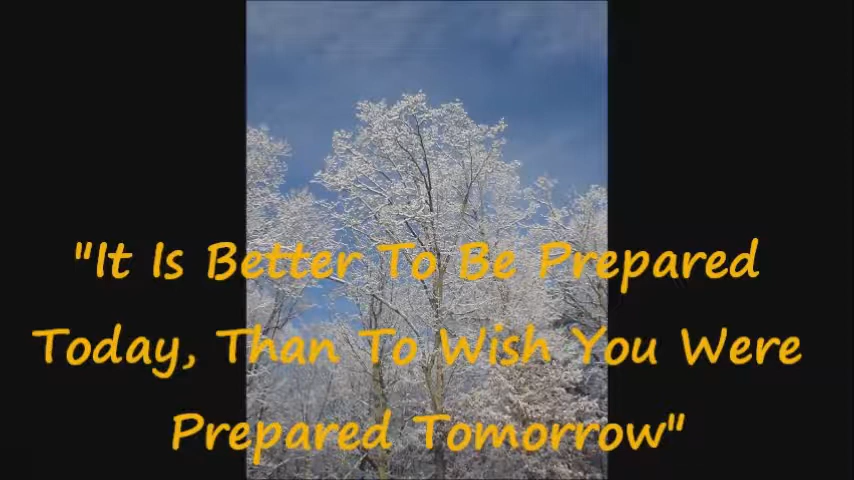 "It Is Better To Be Prepared
Today, Than To Wish You Were
Prepared Tomorrow"